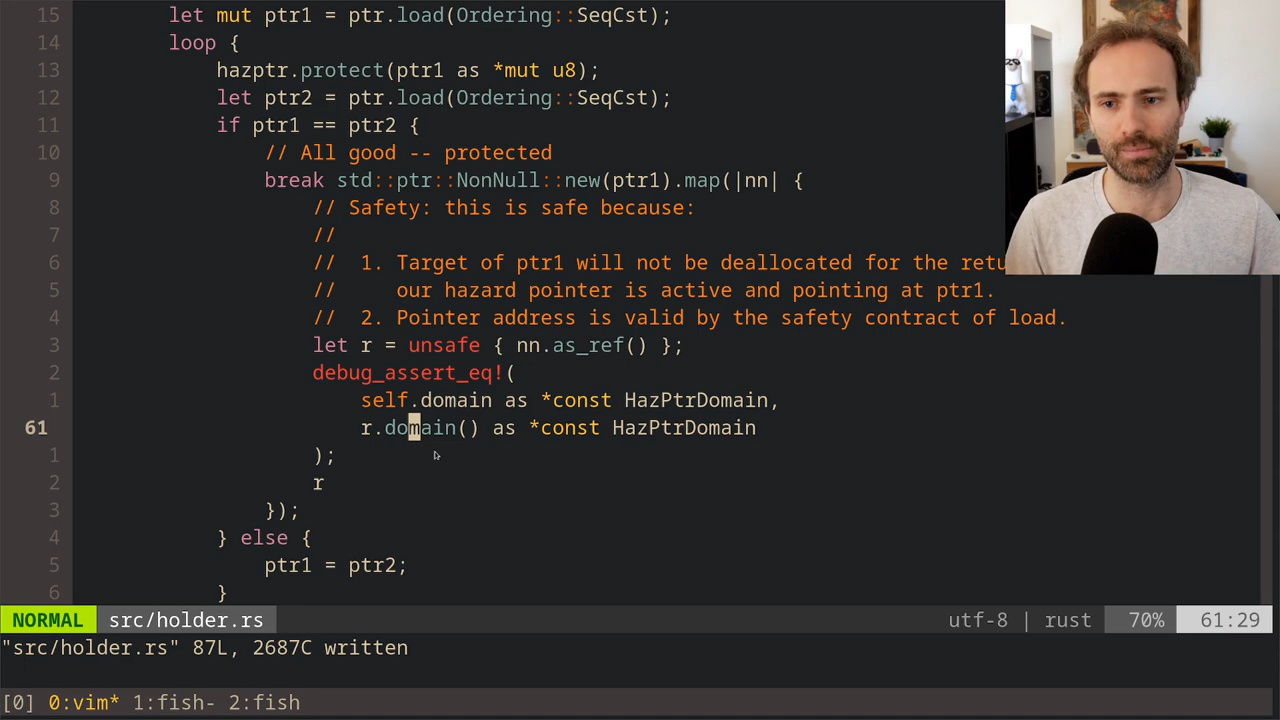 15 let mut ptr1 = ptr.load(Ordering::SeqCst);
14 loop {
13 hazptr.protect(ptr1 as *mut u8);
12 let ptr2 = ptr.load(Ordering::SeqCst);
11 if ptr1 == ptr2 {
10 // All good -- protected
9 break std::ptr::NonNull::new(ptr1).map(|nn| {
8 // Safety: this is safe because:
7 //
6 // 1. Target of ptr1 will not be deallocated for the retu
5 // our hazard pointer is active and pointing at ptr1.
4 // 2. Pointer address is valid by the safety contract of load.
3 let r = unsafe { nn.as_ref() };
2 debug_assert_eq!(
1 self.domain as *const HazPtrDomain,
61 r.domain() as *const HazPtrDomain
1 );
2 r
3 });
4 } else {
5 ptr1 = ptr2;
6 }
NORMAL src/holder.rs utf-8 | rust 70% 61:29
"src/holder.rs" 87L, 2687C written
[0] 0:vim* 1:fish- 2:fish